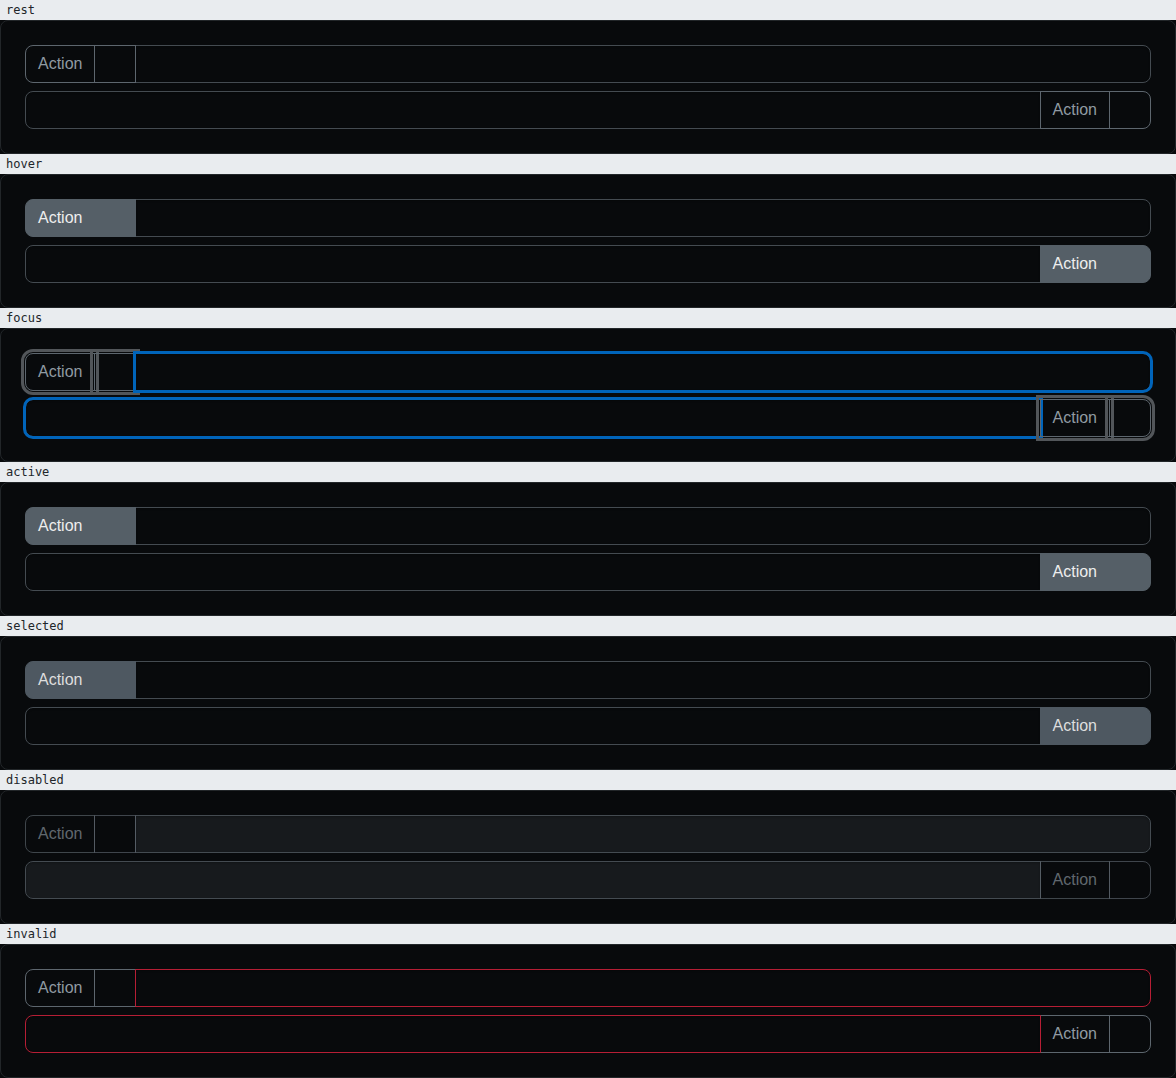 rest
Action
Action
hover
Action
Action
focus
Action
Action
active
Action
Action
selected
Action
Action
disabled
Action
Action
invalid
Action
Action